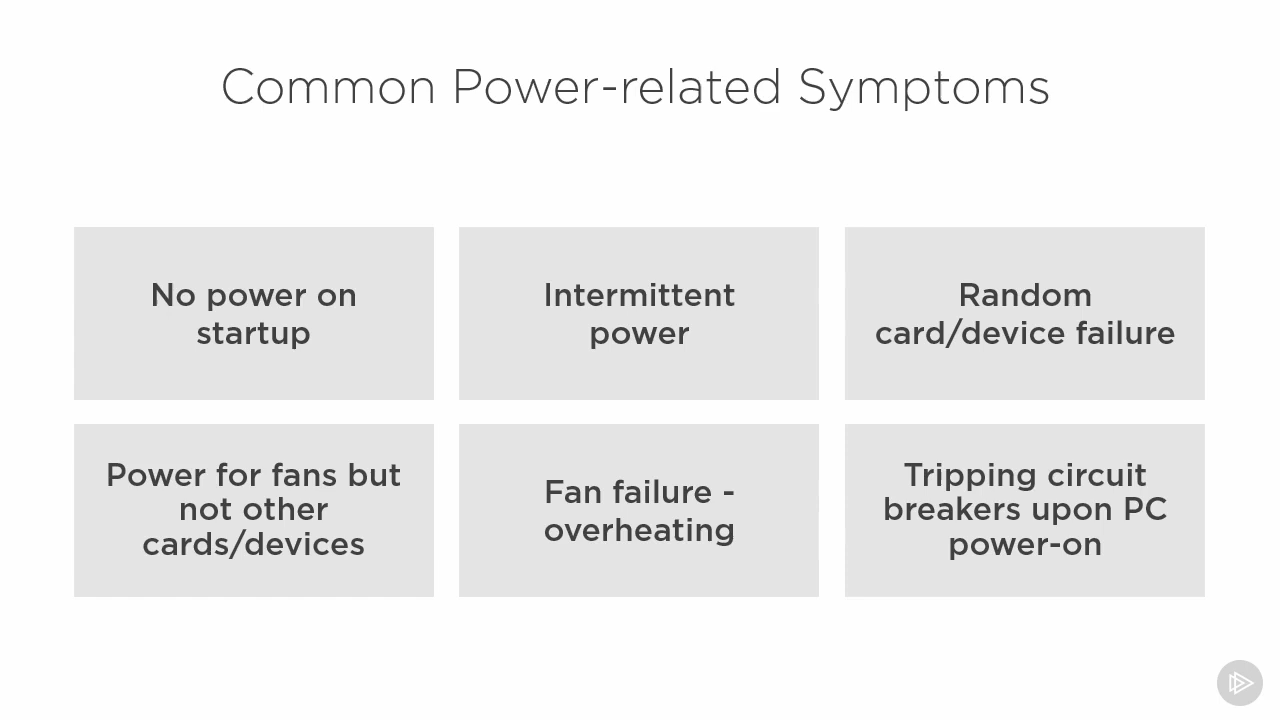 Common Power-related Symptoms
No power on
startup
Intermittent
power
Random
card/device failure
Power for fans but
not other
cards/devices
Fan failure -
overheating
Tripping circuit
breakers upon PC
power-on